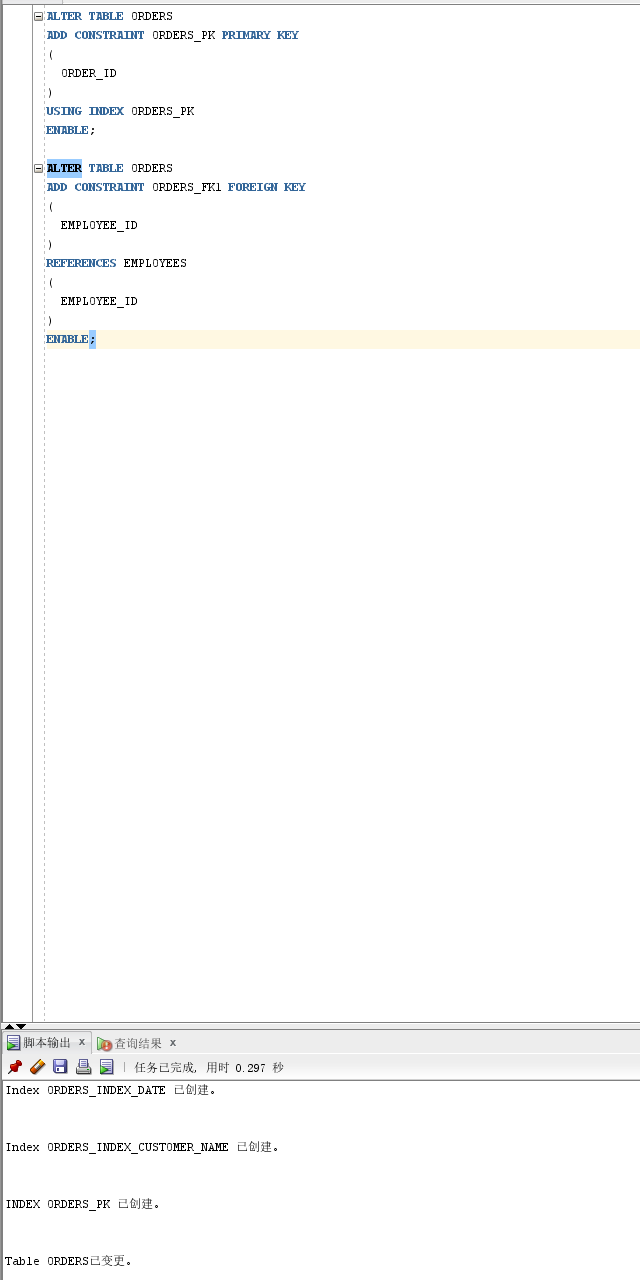 ALTER TABLE ORDERS
ADD CONSTRAINT ORDERS_PK PRIMARY KEY
(
ORDER_ID
)
USING INDEX ORDERS_PK
ENABLE;
ALTER TABLE ORDERS
ADD CONSTRAINT ORDERS_FK1 FOREIGN KEY
(
EMPLOYEE_ID
)
REFERENCES EMPLOYEES
(
EMPLOYEE_ID
)
ENABLE;
脚本输出 x 查询结果 x
任务已完成, 用时 0.297 秒
Index ORDERS_INDEX_DATE 已创建。
Index ORDERS_INDEX_CUSTOMER_NAME 已创建。
INDEX ORDERS_PK 已创建。
Table ORDERS已变更。